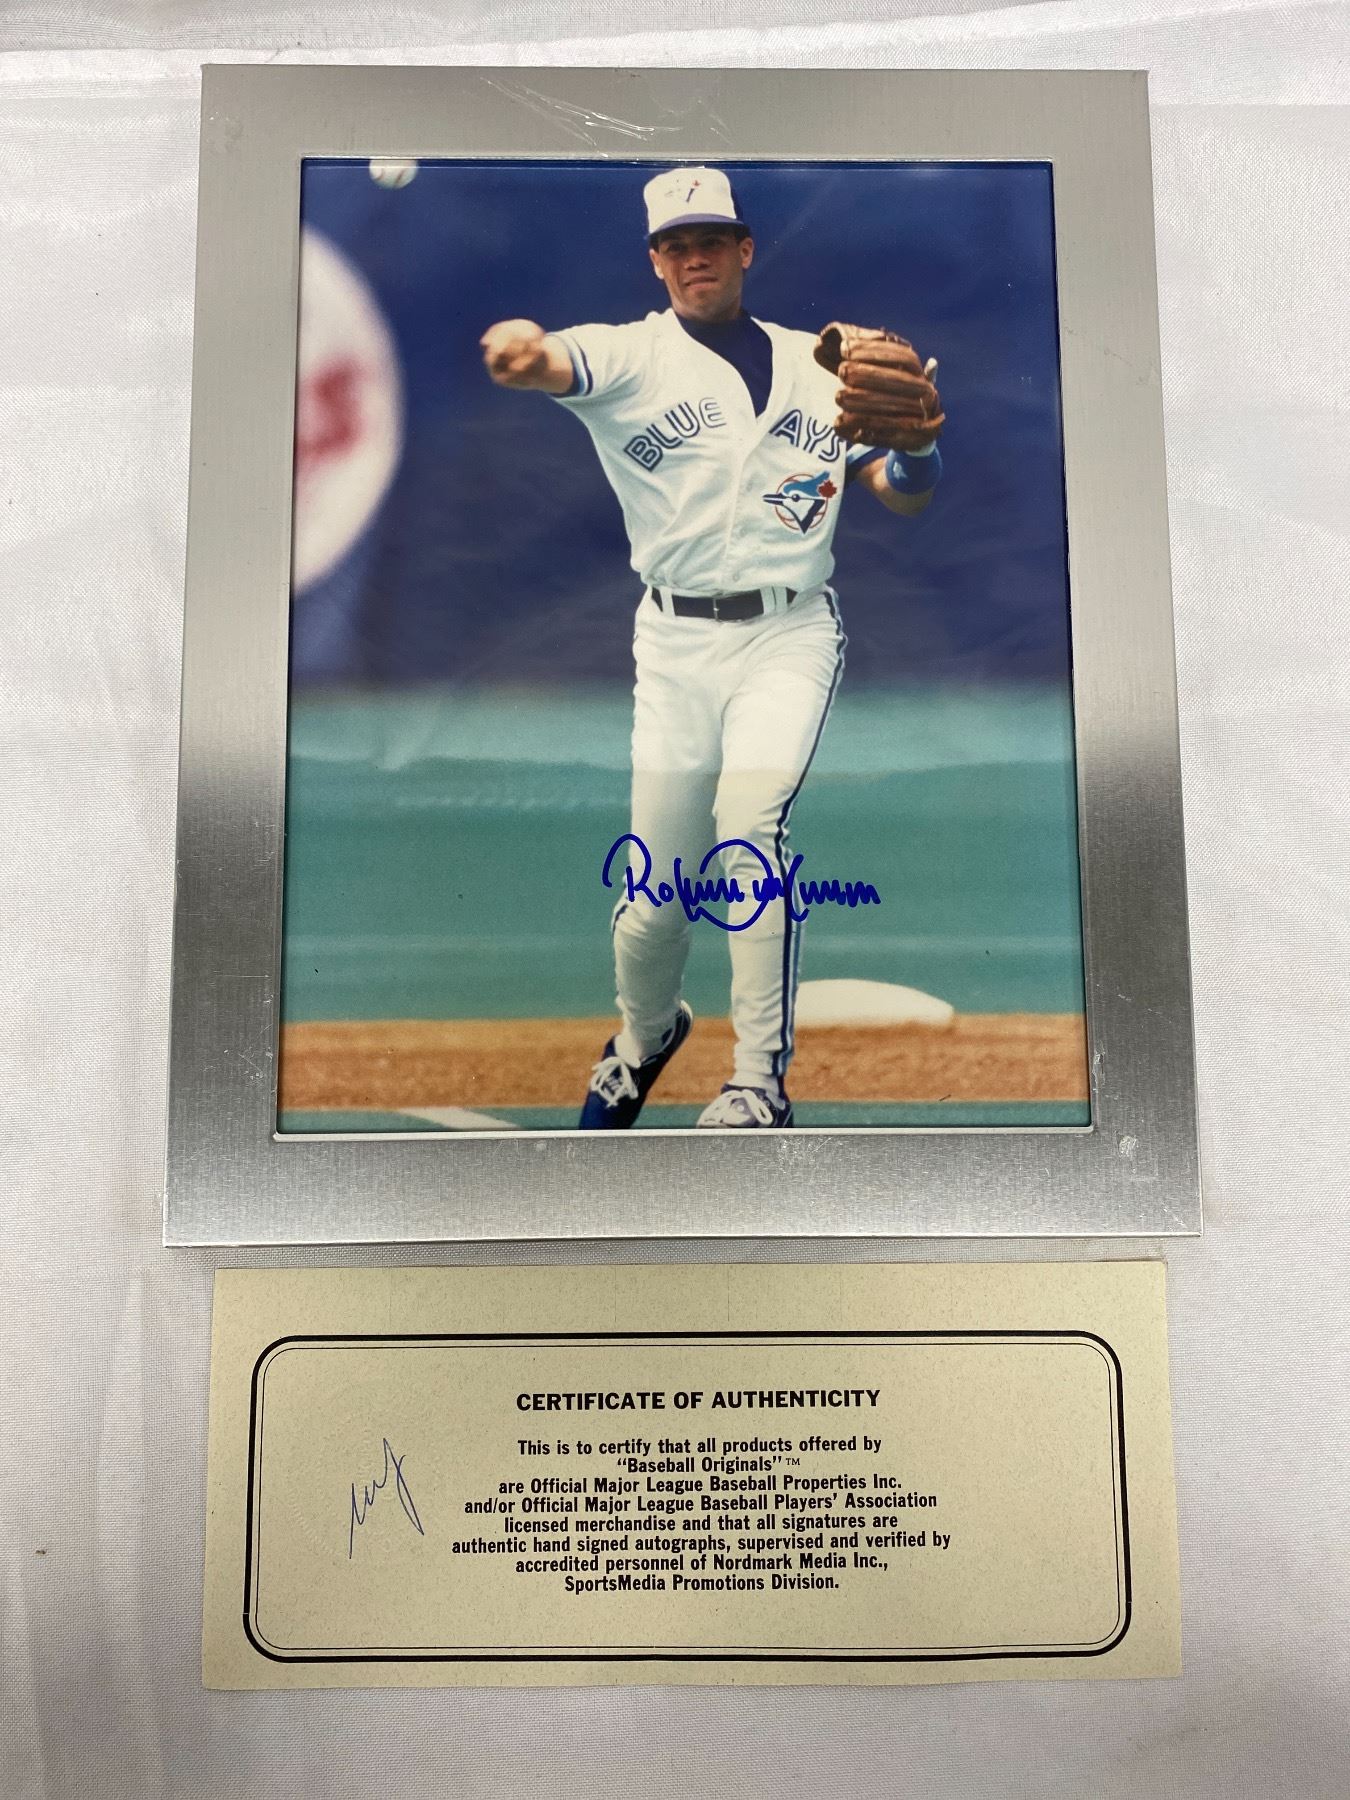 BLUE JAYS
CERTIFICATE OF AUTHENTICITY
This is to certify that all products offered by
"Baseball Originals"™
are Official Major League Baseball Properties Inc.
and/or Official Major League Baseball Players' Association
licensed merchandise and that all signatures are
authentic hand signed autographs, supervised and verified by
accredited personnel of Nordmark Media Inc.,
SportsMedia Promotions Division.